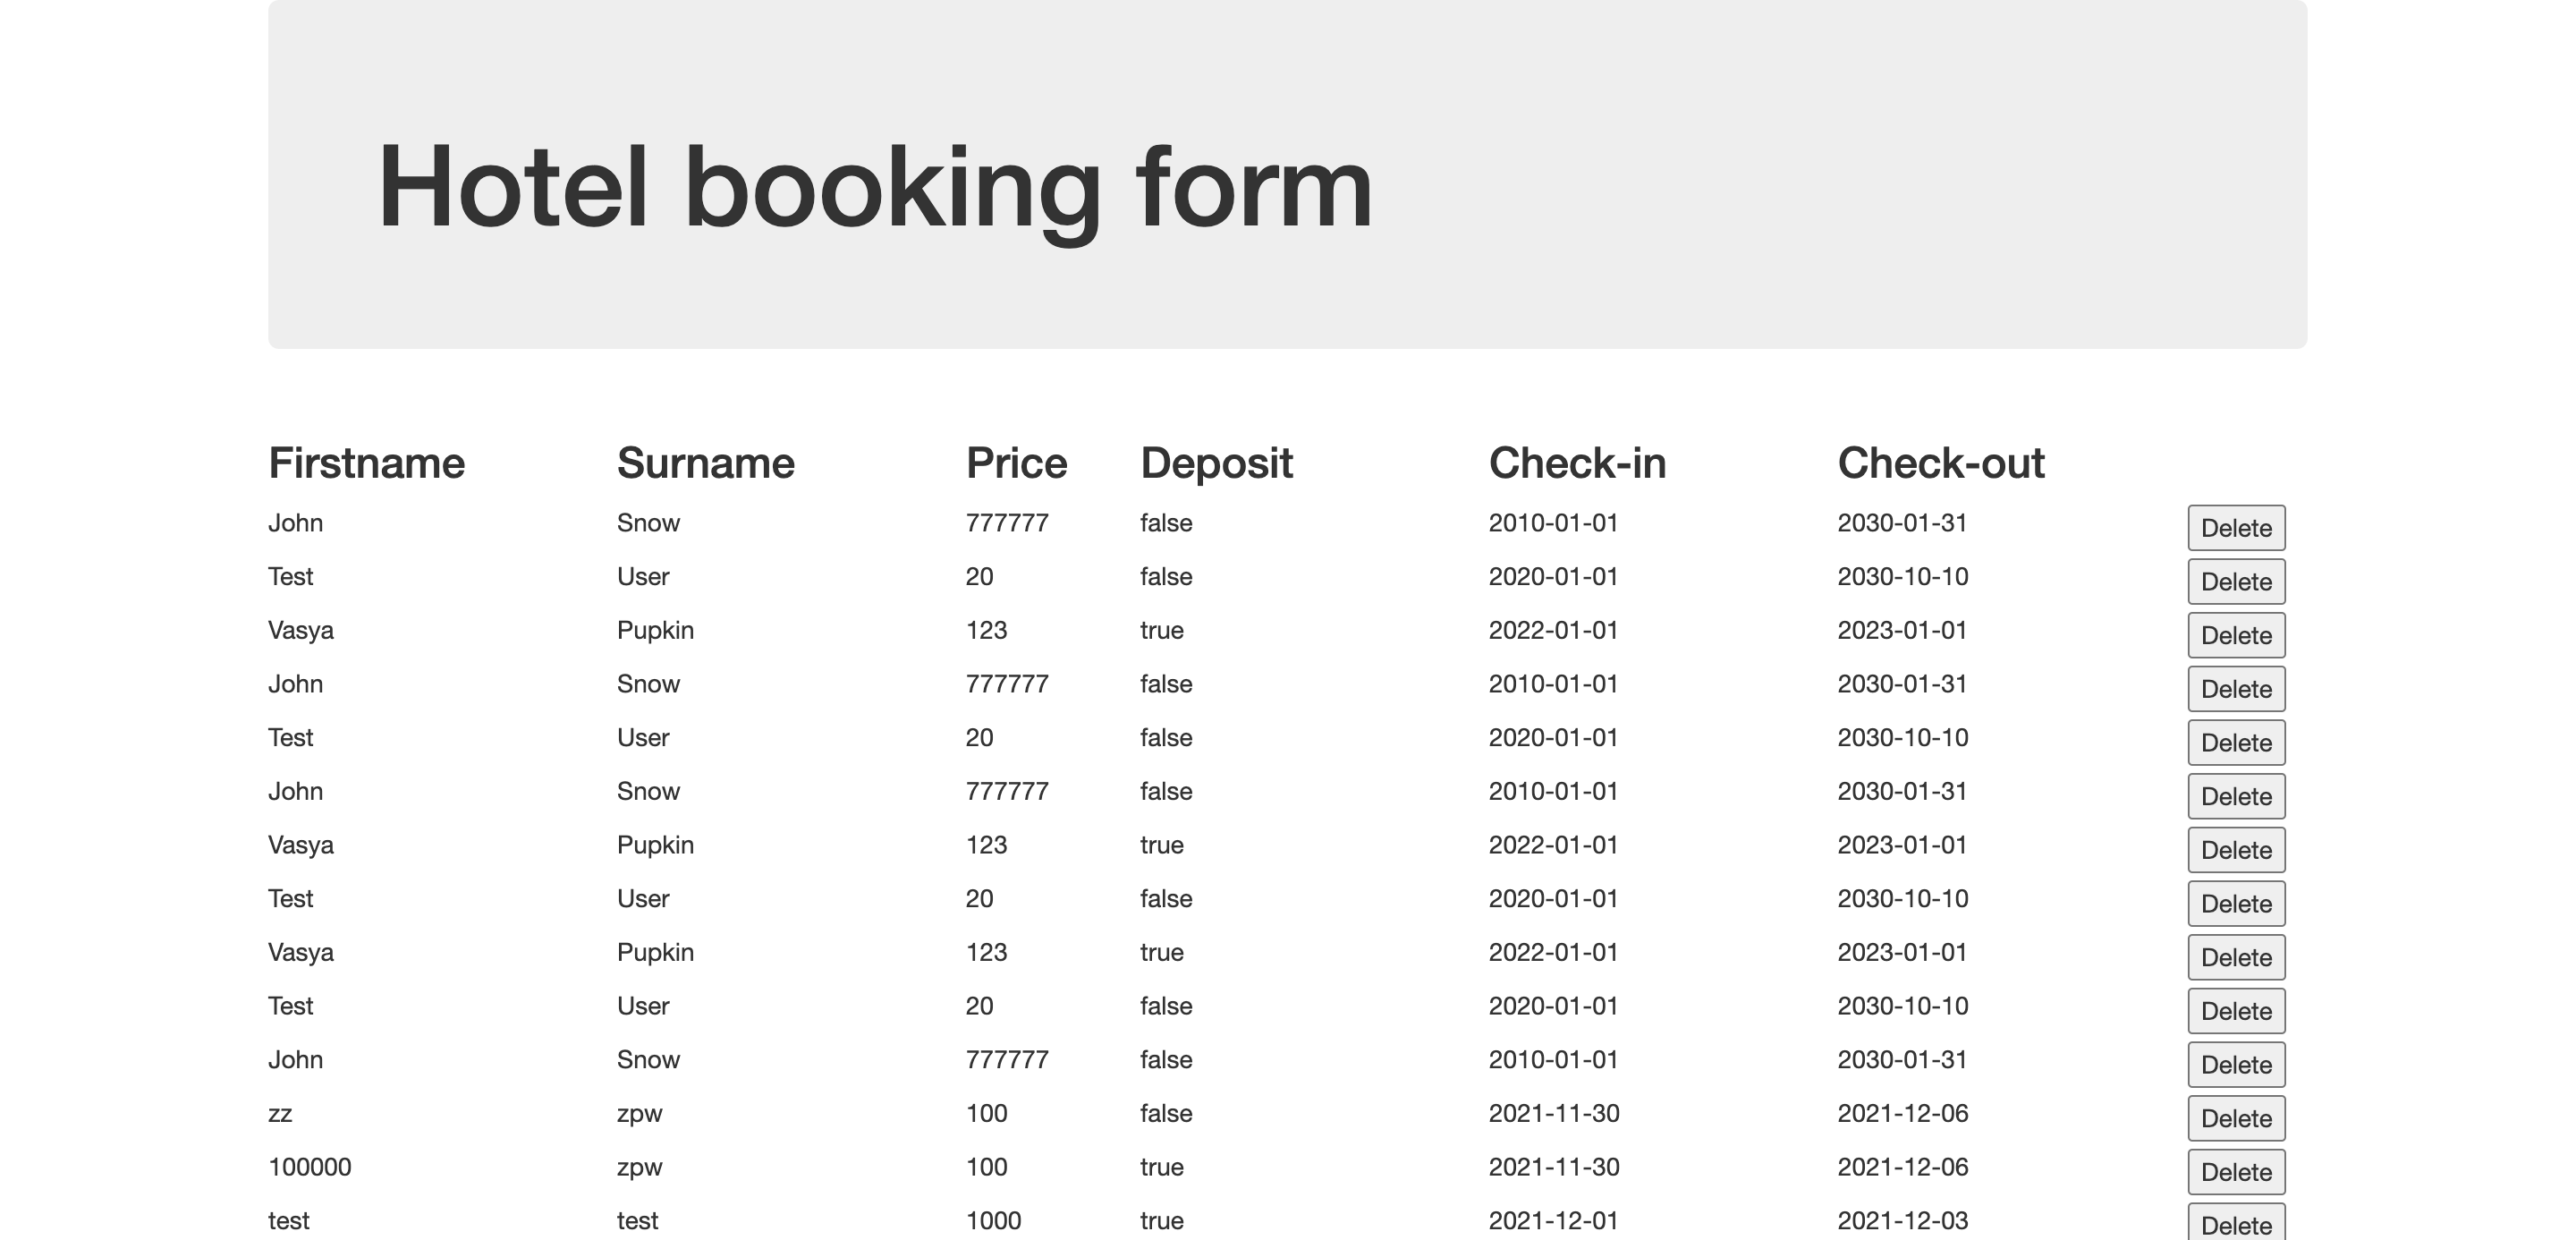 Hotel booking form
Firstname Surname Price Deposit Check-in Check-out
John Snow 777777 false 2010-01-01 2030-01-31 Delete
Test User 20 false 2020-01-01 2030-10-10 Delete
Vasya Pupkin 123 true 2022-01-01 2023-01-01 Delete
John Snow 777777 false 2010-01-01 2030-01-31 Delete
Test User 20 false 2020-01-01 2030-10-10 Delete
John Snow 777777 false 2010-01-01 2030-01-31 Delete
Vasya Pupkin 123 true 2022-01-01 2023-01-01 Delete
Test User 20 false 2020-01-01 2030-10-10 Delete
Vasya Pupkin 123 true 2022-01-01 2023-01-01 Delete
Test User 20 false 2020-01-01 2030-10-10 Delete
John Snow 777777 false 2010-01-01 2030-01-31 Delete
zz zpw 100 false 2021-11-30 2021-12-06 Delete
100000 zpw 100 true 2021-11-30 2021-12-06 Delete
test test 1000 true 2021-12-01 2021-12-03 Delete